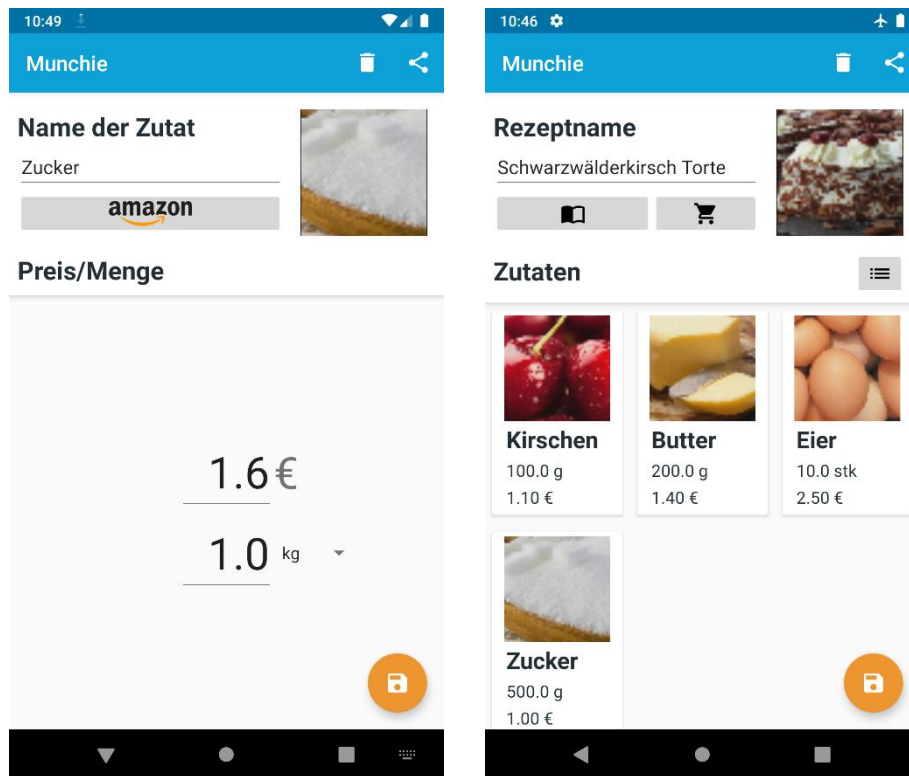 10:49
Munchie
Name der Zutat
Zucker
amazon
Preis/Menge
1.6 €
1.0 kg
10:46
Munchie
Rezeptname
Schwarzwälderkirsch Torte
Zutaten
Kirschen
100.0 g
1.10 €
Butter
200.0 g
1.40 €
Eier
10.0 stk
2.50 €
Zucker
500.0 g
1.00 €